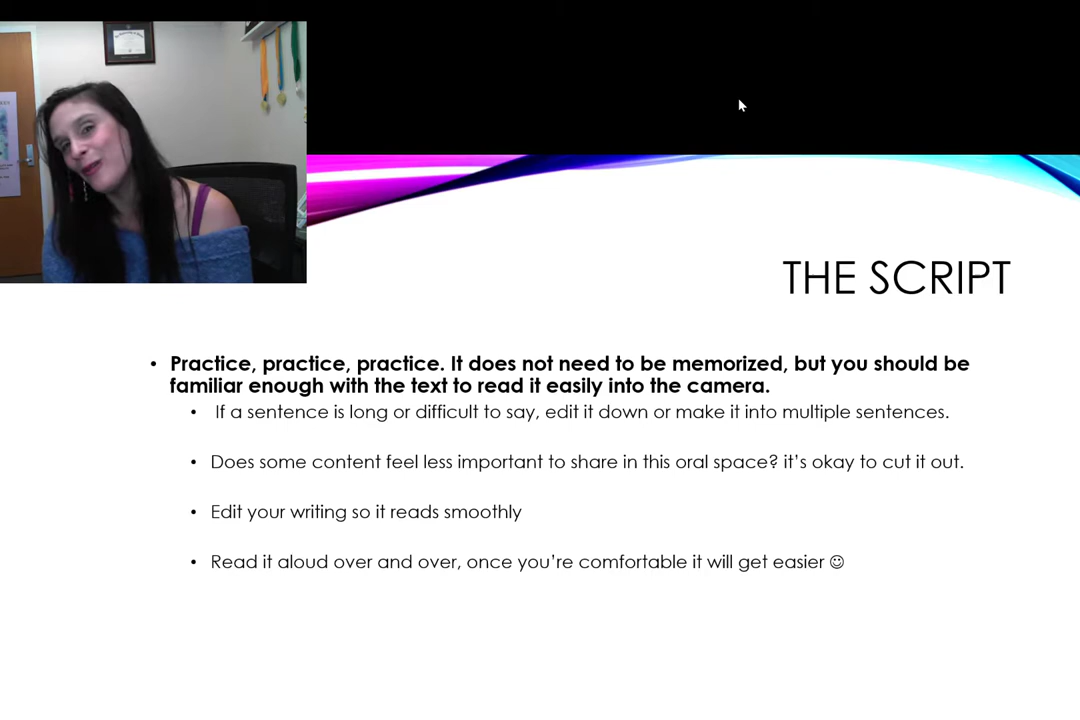 THE SCRIPT
• Practice, practice, practice. It does not need to be memorized, but you should be
familiar enough with the text to read it easily into the camera.
• If a sentence is long or difficult to say, edit it down or make it into multiple sentences.
• Does some content feel less important to share in this oral space? it's okay to cut it out.
• Edit your writing so it reads smoothly
• Read it aloud over and over, once you're comfortable it will get easier ☺